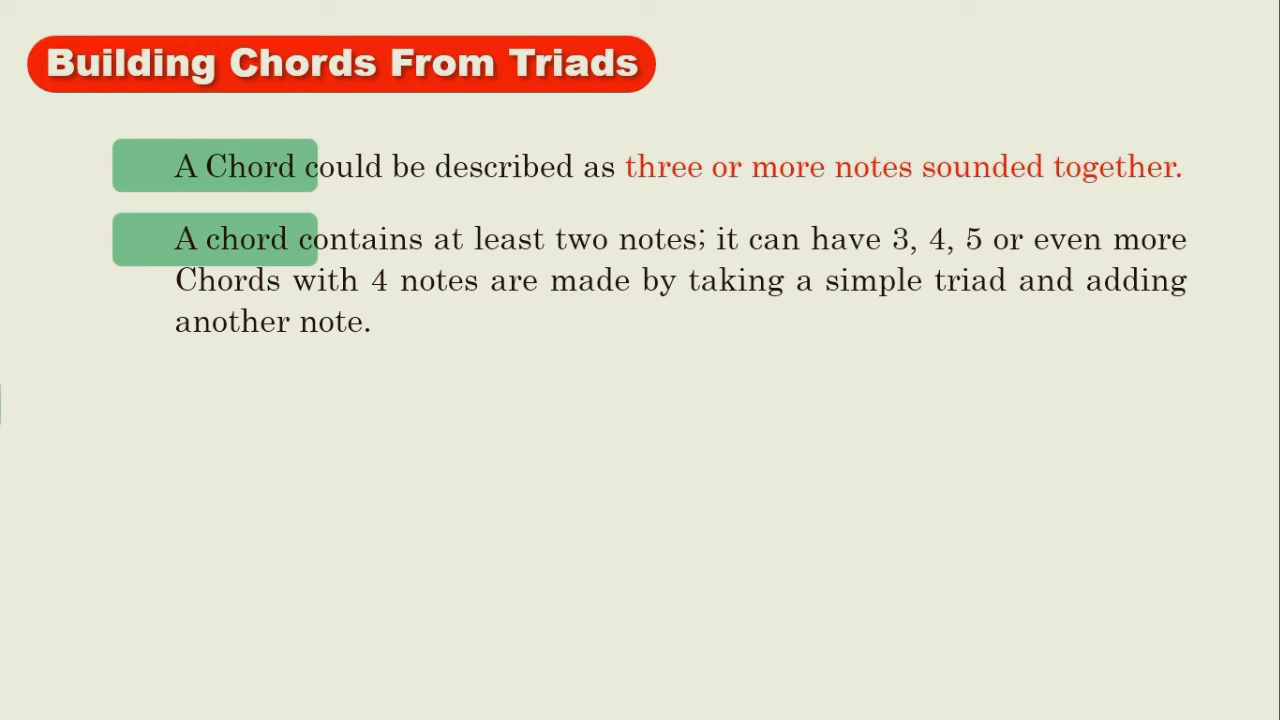 Building Chords From Triads
A Chord could be described as three or more notes sounded together.
A chord contains at least two notes; it can have 3, 4, 5 or even more
Chords with 4 notes are made by taking a simple triad and adding
another note.